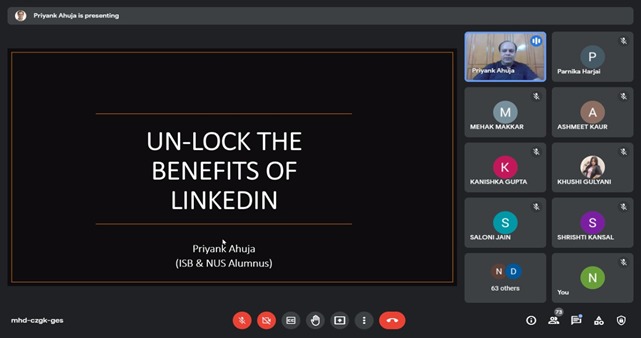 Priyank Ahuja is presenting
UN-LOCK THE
BENEFITS OF
LINKEDIN
Priyank Ahuja
(ISB & NUS Alumnus)
Priyank Ahuja
P
Parnika Harjai
M
MEHAK MAKKAR
A
ASHMEET KAUR
K
KANISHKA GUPTA
KHUSHI GULYANI
S
SALONI JAIN
S
SHRISHTI KANSAL
N D
63 others
N
You
mhd-czgk-ges
73